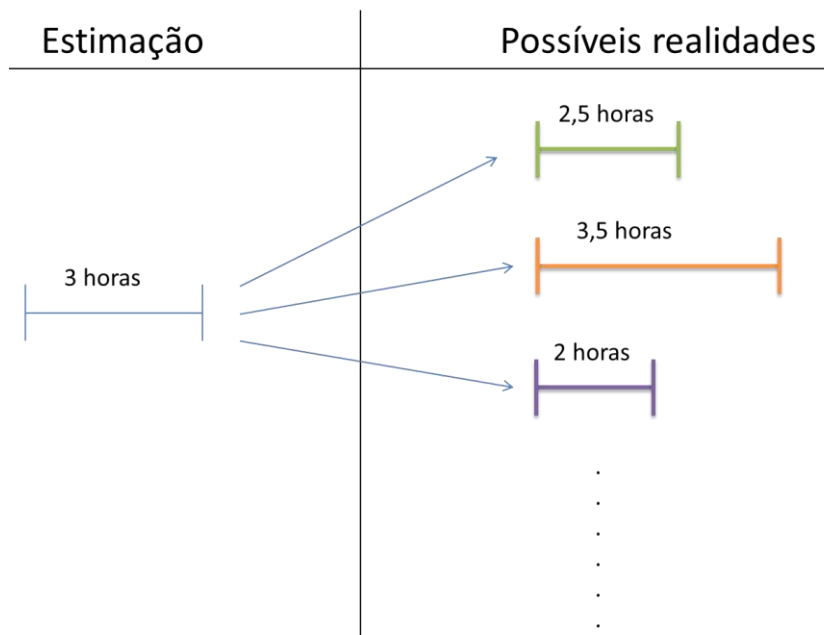 Estimação
Possíveis realidades
3 horas
2,5 horas
3,5 horas
2 horas